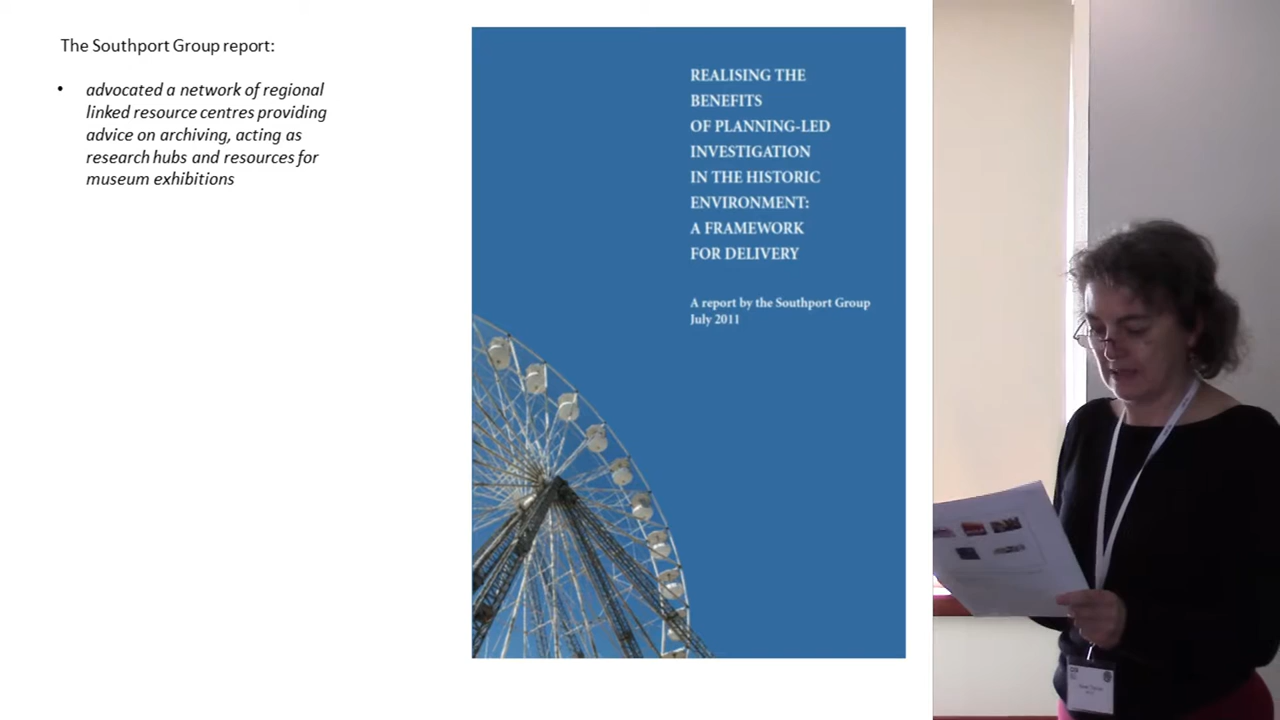 The Southport Group report:
• advocated a network of regional
linked resource centres providing
advice on archiving, acting as
research hubs and resources for
museum exhibitions
REALISING THE
BENEFITS
OF PLANNING-LED
INVESTIGATION
IN THE HISTORIC
ENVIRONMENT:
A FRAMEWORK
FOR DELIVERY
A report by the Southport Group
July 2011